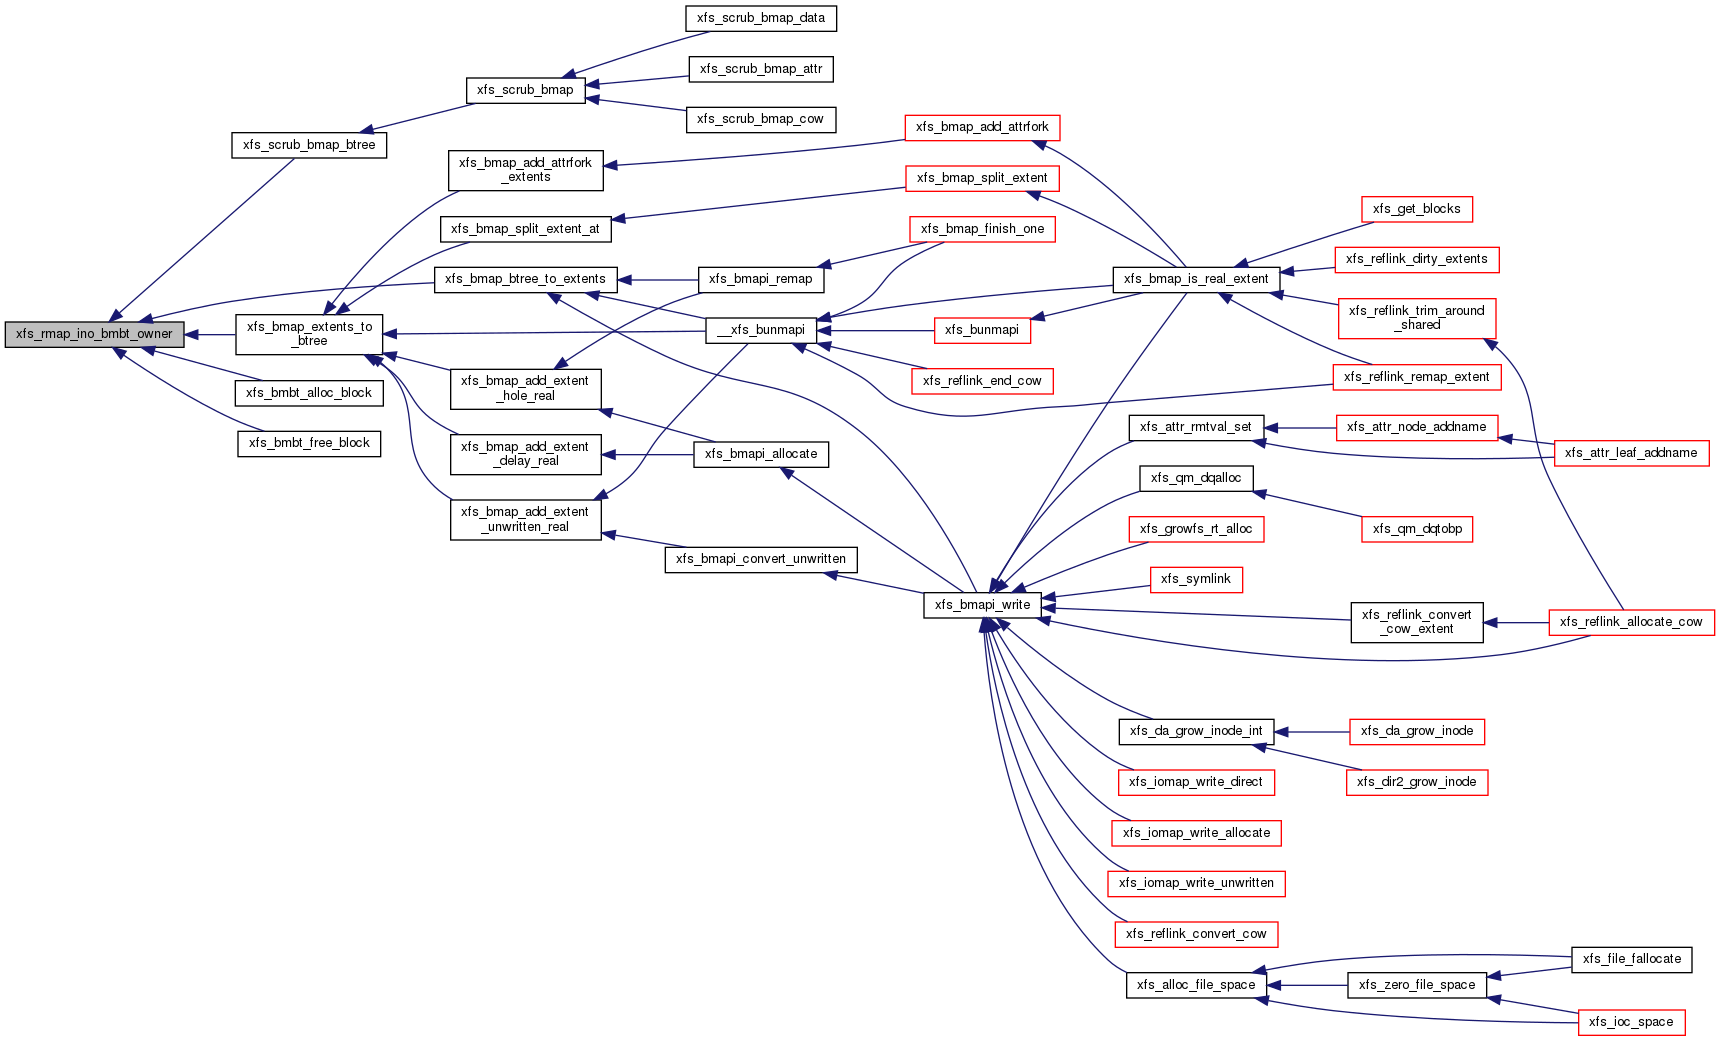 xfs_scrub_bmap_data
xfs_scrub_bmap_attr
xfs_scrub_bmap
xfs_scrub_bmap_cow
xfs_scrub_bmap_btree
xfs_bmap_add_attrfork
xfs_bmap_add_attrfork
_extents
xfs_bmap_split_extent
xfs_get_blocks
xfs_bmap_split_extent_at
xfs_bmap_finish_one
xfs_reflink_dirty_extents
xfs_bmap_btree_to_extents
xfs_bmapi_remap
xfs_bmap_is_real_extent
xfs_reflink_trim_around
_shared
xfs_rmap_ino_bmbt_owner
xfs_bmap_extents_to
_btree
__xfs_bunmapi
xfs_bunmapi
xfs_reflink_remap_extent
xfs_bmbt_alloc_block
xfs_bmap_add_extent
_hole_real
xfs_reflink_end_cow
xfs_attr_rmtval_set
xfs_attr_node_addname
xfs_bmbt_free_block
xfs_bmap_add_extent
_delay_real
xfs_bmapi_allocate
xfs_attr_leaf_addname
xfs_qm_dqalloc
xfs_bmap_add_extent
_unwritten_real
xfs_growfs_rt_alloc
xfs_qm_dqtobp
xfs_bmapi_convert_unwritten
xfs_symlink
xfs_bmapi_write
xfs_reflink_convert
_cow_extent
xfs_reflink_allocate_cow
xfs_da_grow_inode_int
xfs_da_grow_inode
xfs_iomap_write_direct
xfs_dir2_grow_inode
xfs_iomap_write_allocate
xfs_iomap_write_unwritten
xfs_reflink_convert_cow
xfs_file_fallocate
xfs_alloc_file_space
xfs_zero_file_space
xfs_ioc_space